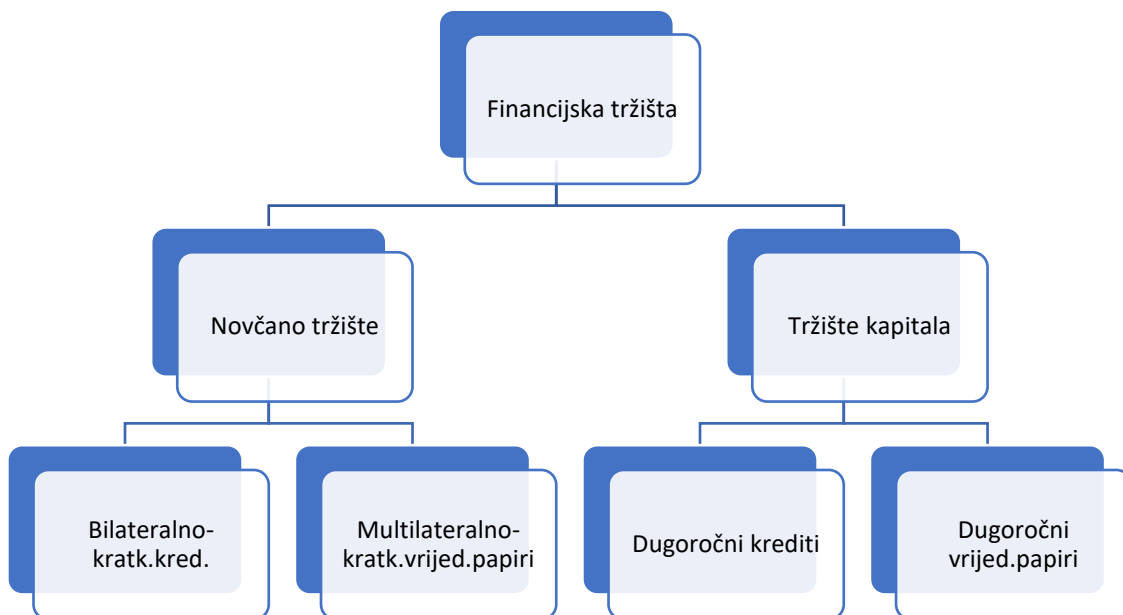 Financijska tržišta
Novčano tržište
Tržište kapitala
Bilateralno-
kratk.kred.
Multilateralno-
kratk.vrijed.papiri
Dugoročni krediti
Dugoročni
vrijed.papiri